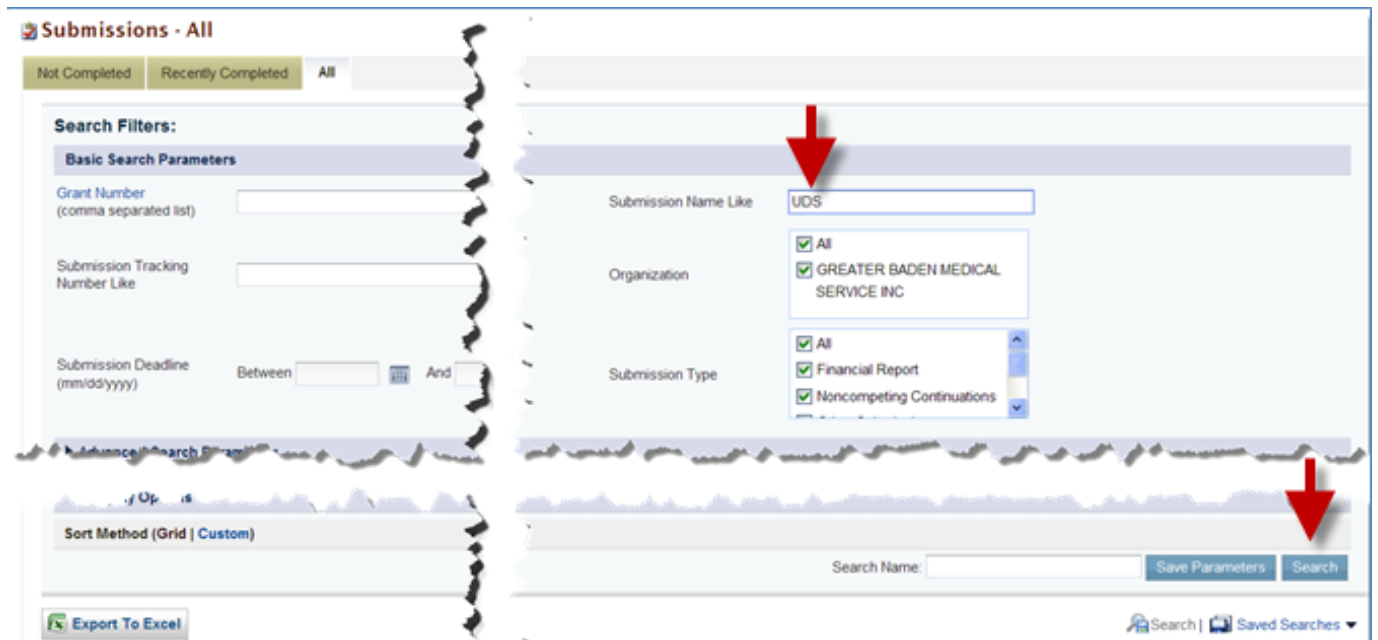 Submissions - All
Not Completed Recently Completed All
Search Filters:
Basic Search Parameters
Grant Number
(comma separated list)
Submission Name Like UDS
Submission Tracking
Number Like
Organization
All
GREATER BADEN MEDICAL
SERVICE INC
Submission Deadline
(mm/dd/yyyy)
Between And
Submission Type
All
Financial Report
Noncompeting Continuations
Sort Method (Grid | Custom)
Search Name: Save Parameters Search
Export To Excel Search | Saved Searches